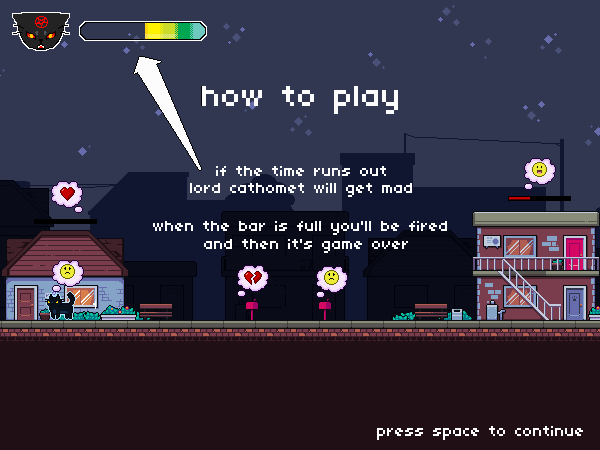 how to play
if the time runs out
lord cathomet will get mad
when the bar is full you'll be fired
and then it's game over
press space to continue